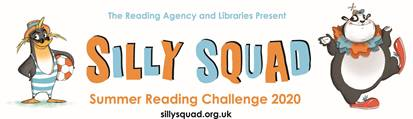 The Reading Agency and Libraries Present
SILLY SQUAD
Summer Reading Challenge 2020
sillysquad.org.uk